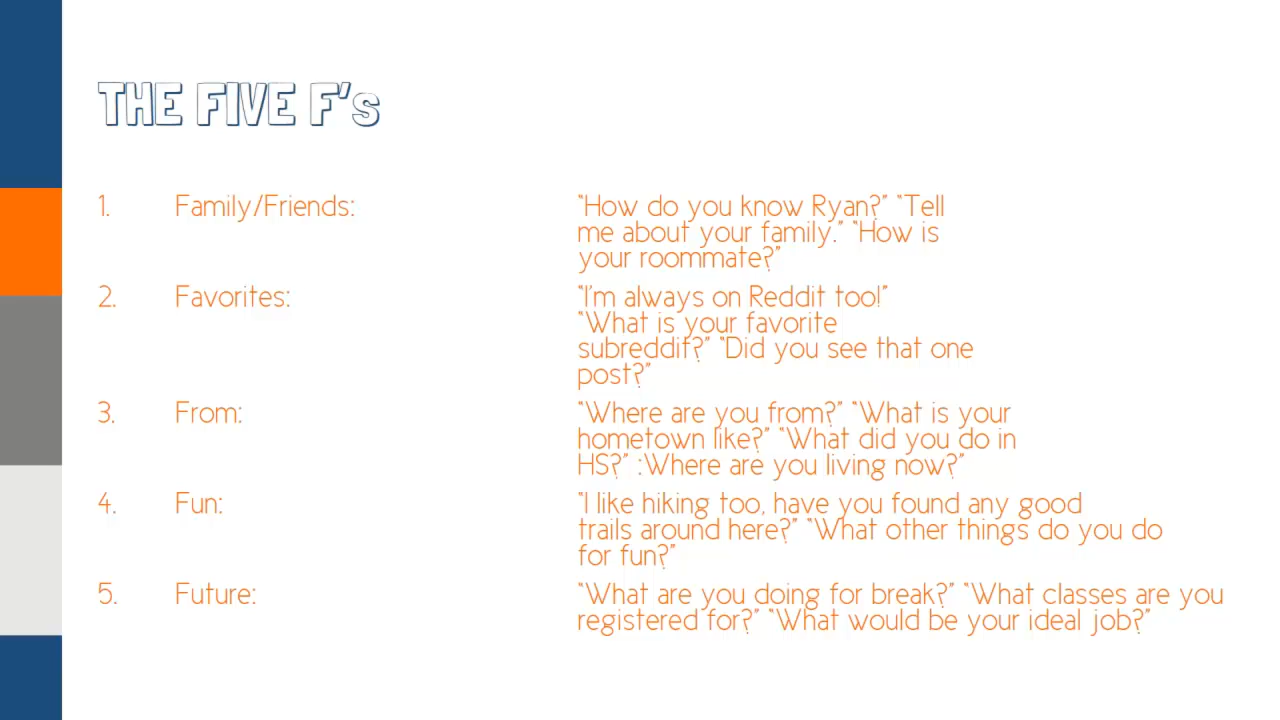 THE FIVE F's
1. Family/Friends: "How do you know Ryan?" "Tell
me about your family." "How is
your roommate?"
2. Favorites: "I'm always on Reddit too!"
"What is your favorite
subreddit?" "Did you see that one
post?"
3. From: "Where are you from?" "What is your
hometown like?" "What did you do in
HS?" :Where are you living now?"
4. Fun: "I like hiking too, have you found any good
trails around here?" "What other things do you do
for fun?"
5. Future: "What are you doing for break?" "What classes are you
registered for?" "What would be your ideal job?"